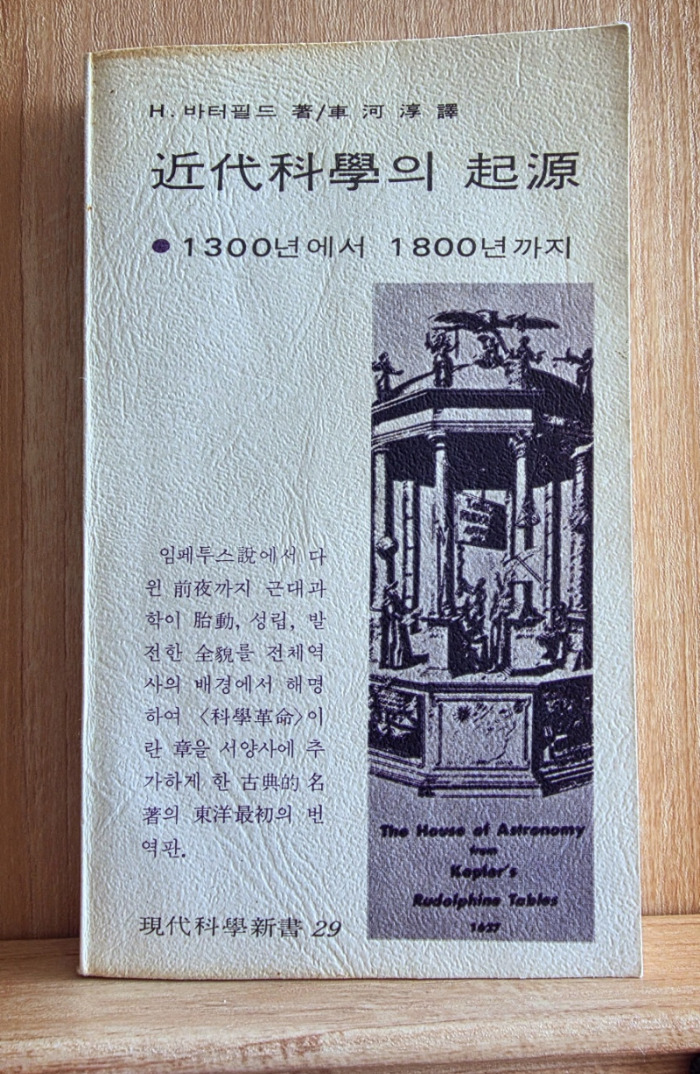 H. 바터필드 著/車 河 淳 譯
近代科學의 起源
● 1300년에서 1800년까지
임페투스說에서 다
윈 前夜까지 근대과
학이 胎動, 성립, 발
전한 全貌를 전체역
사의 배경에서 해명
하여 〈科學革命〉이
란 章을 서양사에 추
가하게 한 古典的 名
著의 東洋最初의 번
역판.
The House of Astronomy
from
Kepler's
Rudolphine Tables
1627
現代科學新書 29